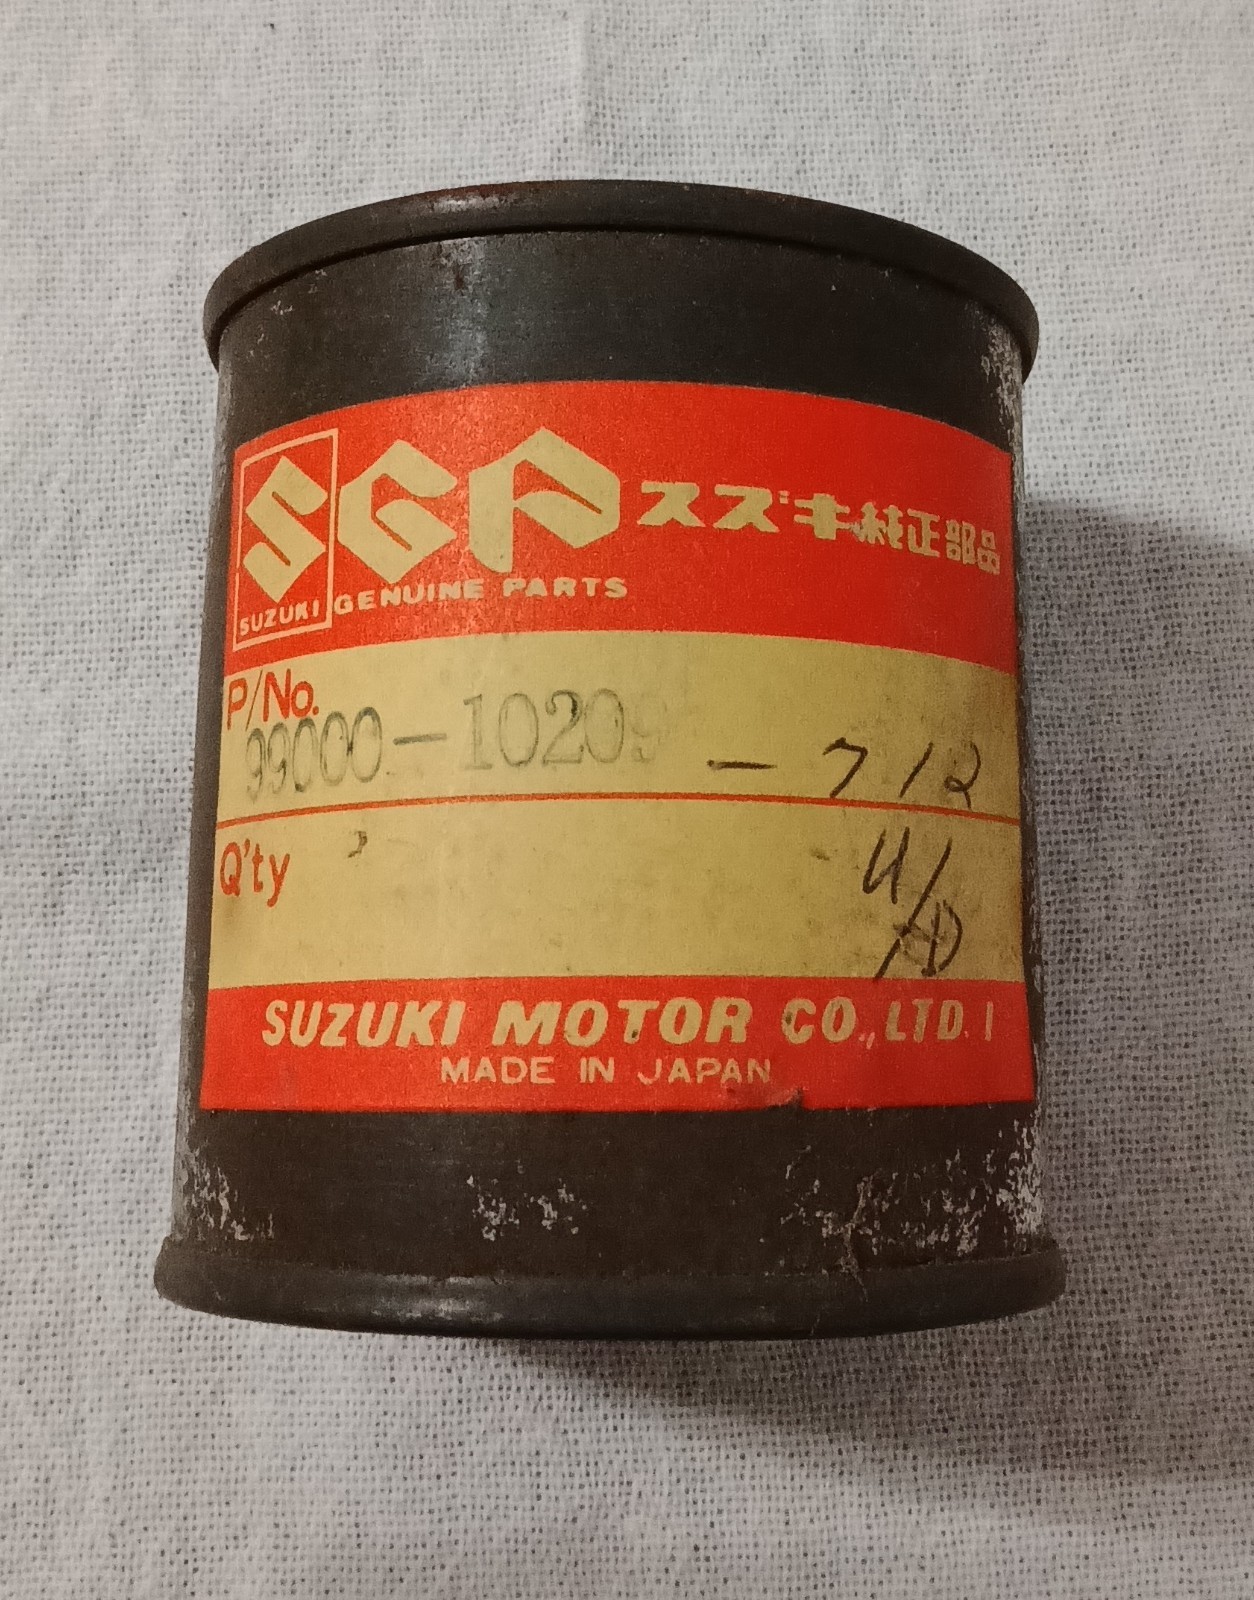 SGP スズキ純正部品
SUZUKI GENUINE PARTS
P/No.
99000-10209 - 712
Q'ty
U/D
SUZUKI MOTOR CO., LTD.
MADE IN JAPAN